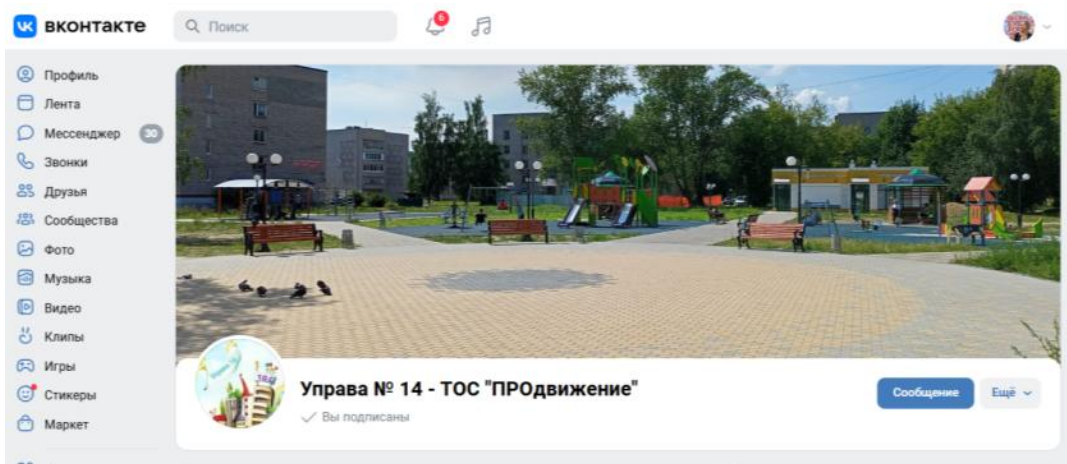 ВКОНТАКТЕ
Поиск
6
Профиль
Лента
Мессенджер 30
Звонки
Друзья
Сообщества
Фото
Музыка
Видео
Клипы
Игры
Стикеры
Маркет
Управа № 14 - ТОС "ПРОдвижение"
Вы подписаны
Сообщение
Ещё